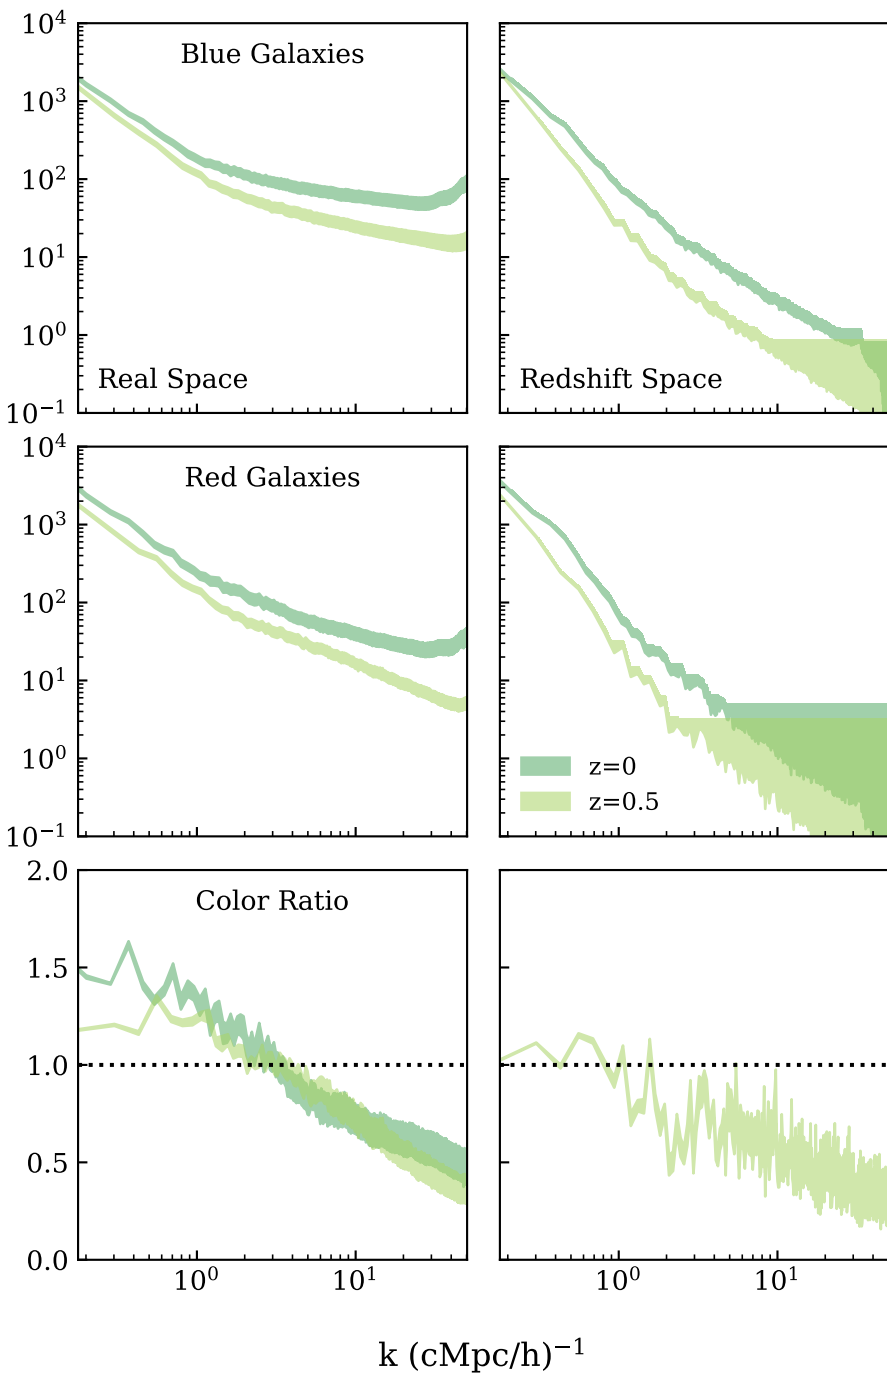 10⁴
Blue Galaxies
10³
10²
10¹
10⁰
Real Space
Redshift Space
10⁻¹
10⁴
Red Galaxies
10³
10²
10¹
10⁰
z=0
z=0.5
10⁻¹
2.0
Color Ratio
1.5
1.0
0.5
0.0
10⁰ 10¹ 10⁰ 10¹
k (cMpc/h)⁻¹